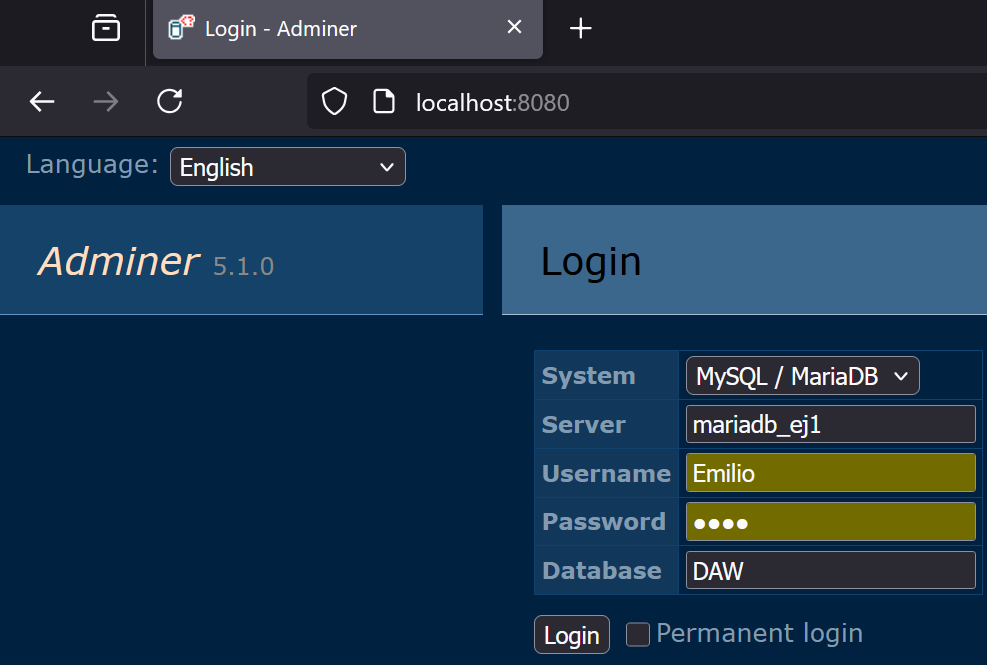 Login - Adminer
localhost:8080
Language: English
Adminer 5.1.0
Login
System MySQL / MariaDB
Server mariadb_ej1
Username Emilio
Password ●●●●
Database DAW
Login Permanent login